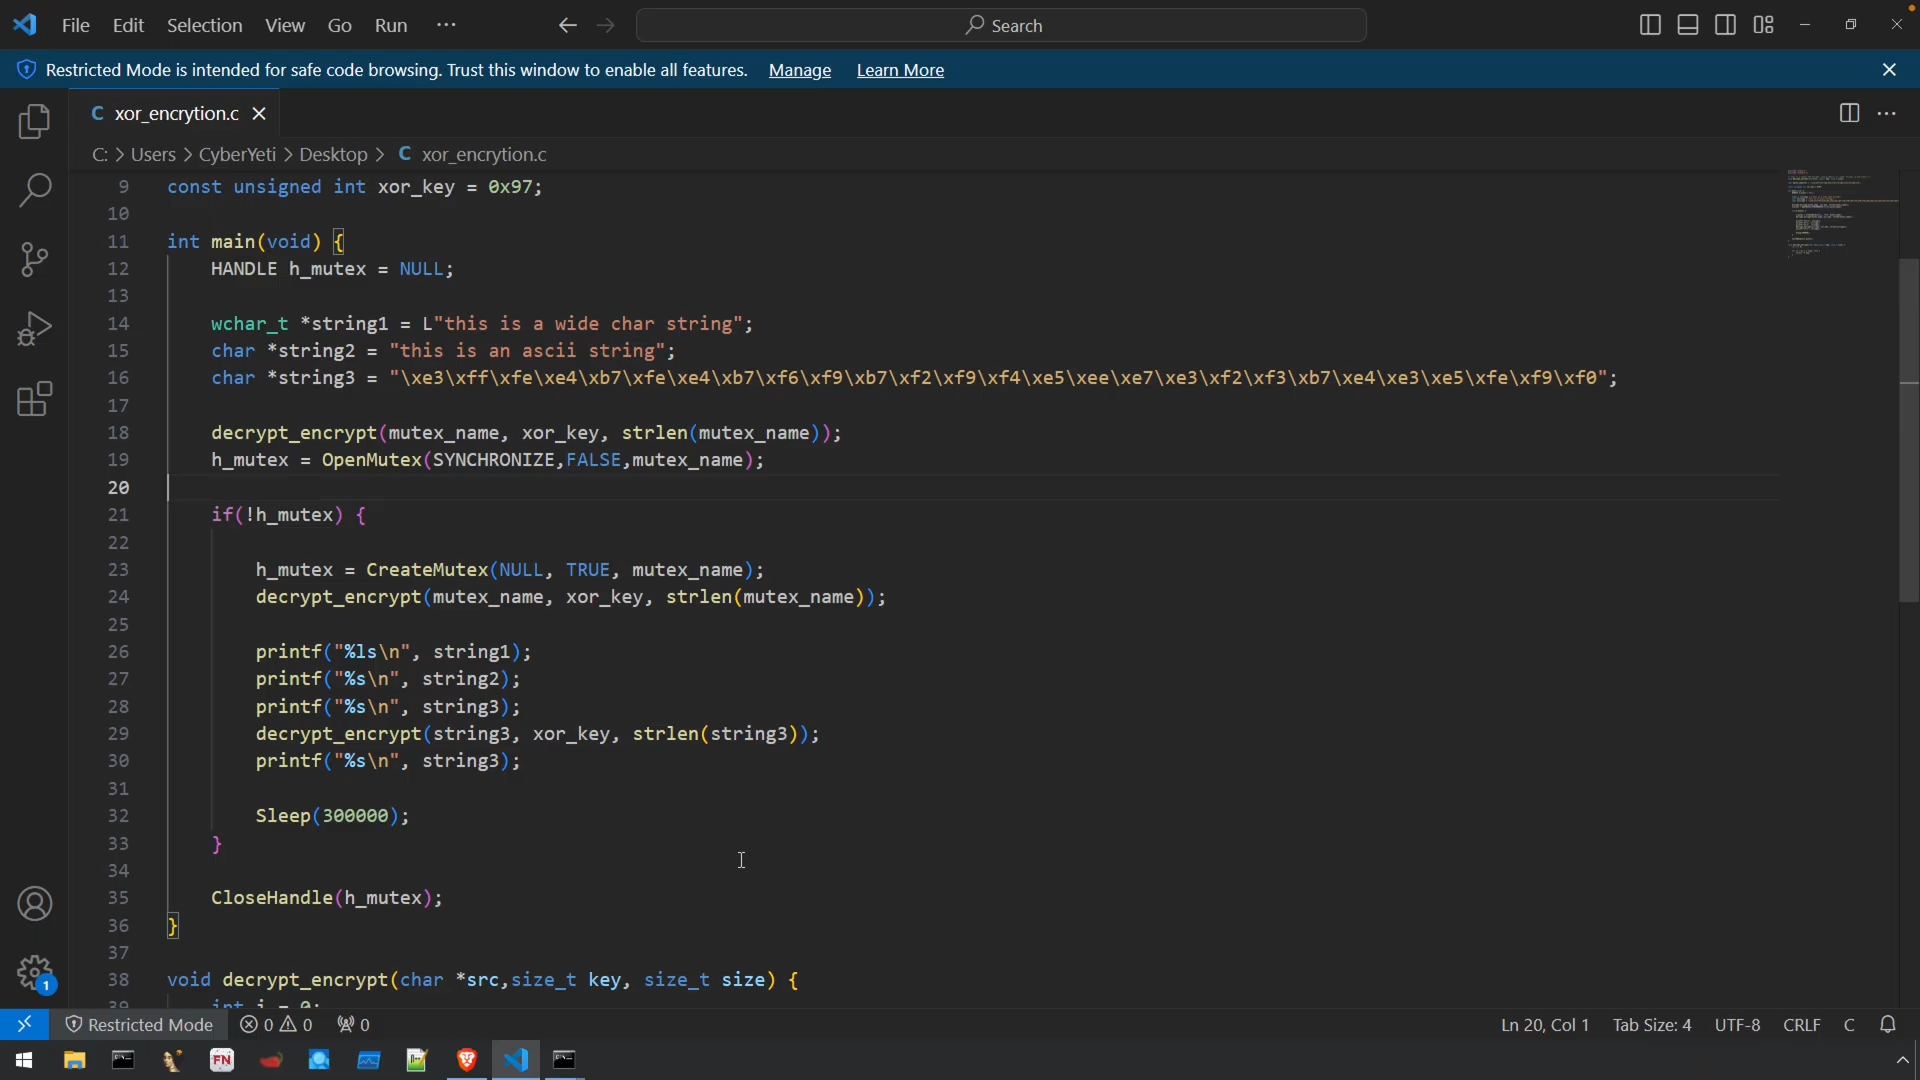 File Edit Selection View Go Run ··· Search
Restricted Mode is intended for safe code browsing. Trust this window to enable all features. Manage Learn More
C xor_encrytion.c
C: > Users > CyberYeti > Desktop > C xor_encrytion.c
9 const unsigned int xor_key = 0x97;
10
11 int main(void) {
12 HANDLE h_mutex = NULL;
13
14 wchar_t *string1 = L"this is a wide char string";
15 char *string2 = "this is an ascii string";
16 char *string3 = "\xe3\xff\xfe\xe4\xb7\xfe\xe4\xb7\xf6\xf9\xb7\xf2\xf9\xf4\xe5\xee\xe7\xe3\xf2\xf3\xb7\xe4\xe3\xe5\xfe\xf9\xf0";
17
18 decrypt_encrypt(mutex_name, xor_key, strlen(mutex_name));
19 h_mutex = OpenMutex(SYNCHRONIZE,FALSE,mutex_name);
20
21 if(!h_mutex) {
22
23 h_mutex = CreateMutex(NULL, TRUE, mutex_name);
24 decrypt_encrypt(mutex_name, xor_key, strlen(mutex_name));
25
26 printf("%ls\n", string1);
27 printf("%s\n", string2);
28 printf("%s\n", string3);
29 decrypt_encrypt(string3, xor_key, strlen(string3));
30 printf("%s\n", string3);
31
32 Sleep(300000);
33 }
34
35 CloseHandle(h_mutex);
36 }
37
38 void decrypt_encrypt(char *src,size_t key, size_t size) {
39 int i = 0;
1
Restricted Mode 0 0 0 Ln 20, Col 1 Tab Size: 4 UTF-8 CRLF C
FN